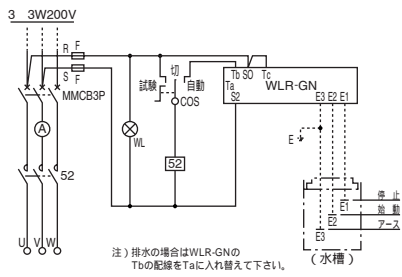 3 3W200V
R F
S F
MMCB3P
A
52
U V W
WL
試験
切
自動
COS
52
Tb SO Tc
Ta
WLR-GN
S2
E3 E2 E1
E
E1
E2
E3
停止
始動
アース
(水槽)
注)排水の場合はWLR-GNの
Tbの配線をTaに入れ替えて下さい。